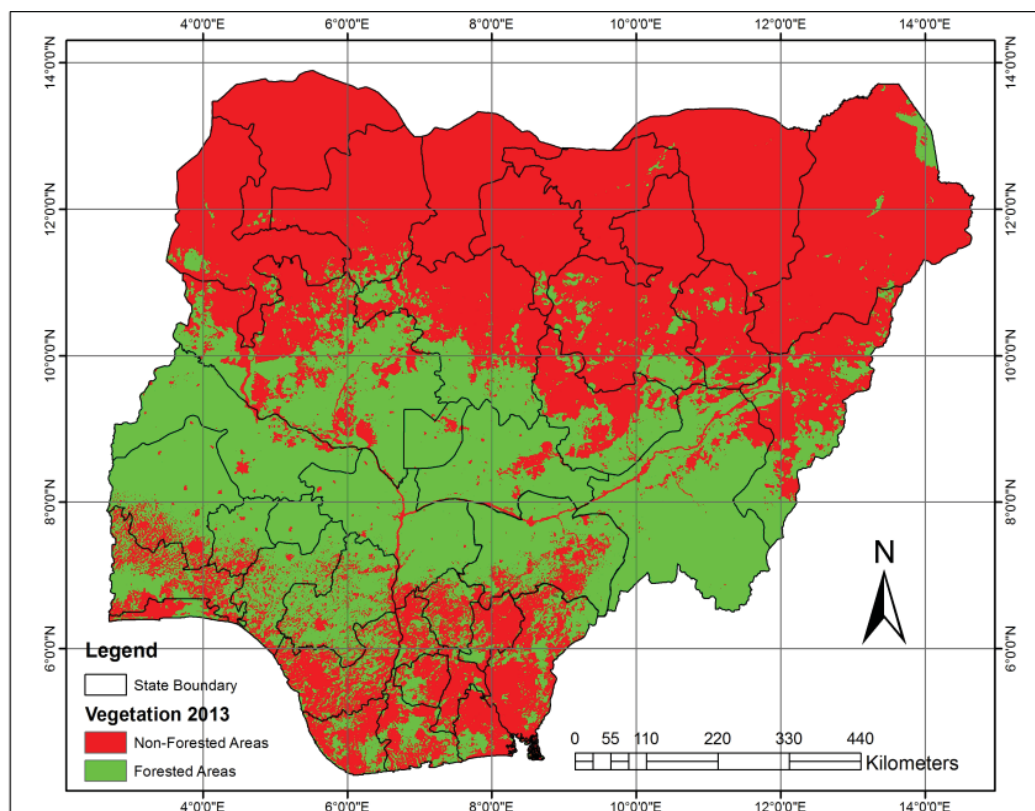 4°0'0"E 6°0'0"E 8°0'0"E 10°0'0"E 12°0'0"E 14°0'0"E
14°0'0"N 14°0'0"N
12°0'0"N 12°0'0"N
10°0'0"N 10°0'0"N
8°0'0"N 8°0'0"N
6°0'0"N 6°0'0"N
N
Legend
State Boundary
Vegetation 2013
Non-Forested Areas
Forested Areas
0 55 110 220 330 440
Kilometers
4°0'0"E 6°0'0"E 8°0'0"E 10°0'0"E 12°0'0"E 14°0'0"E